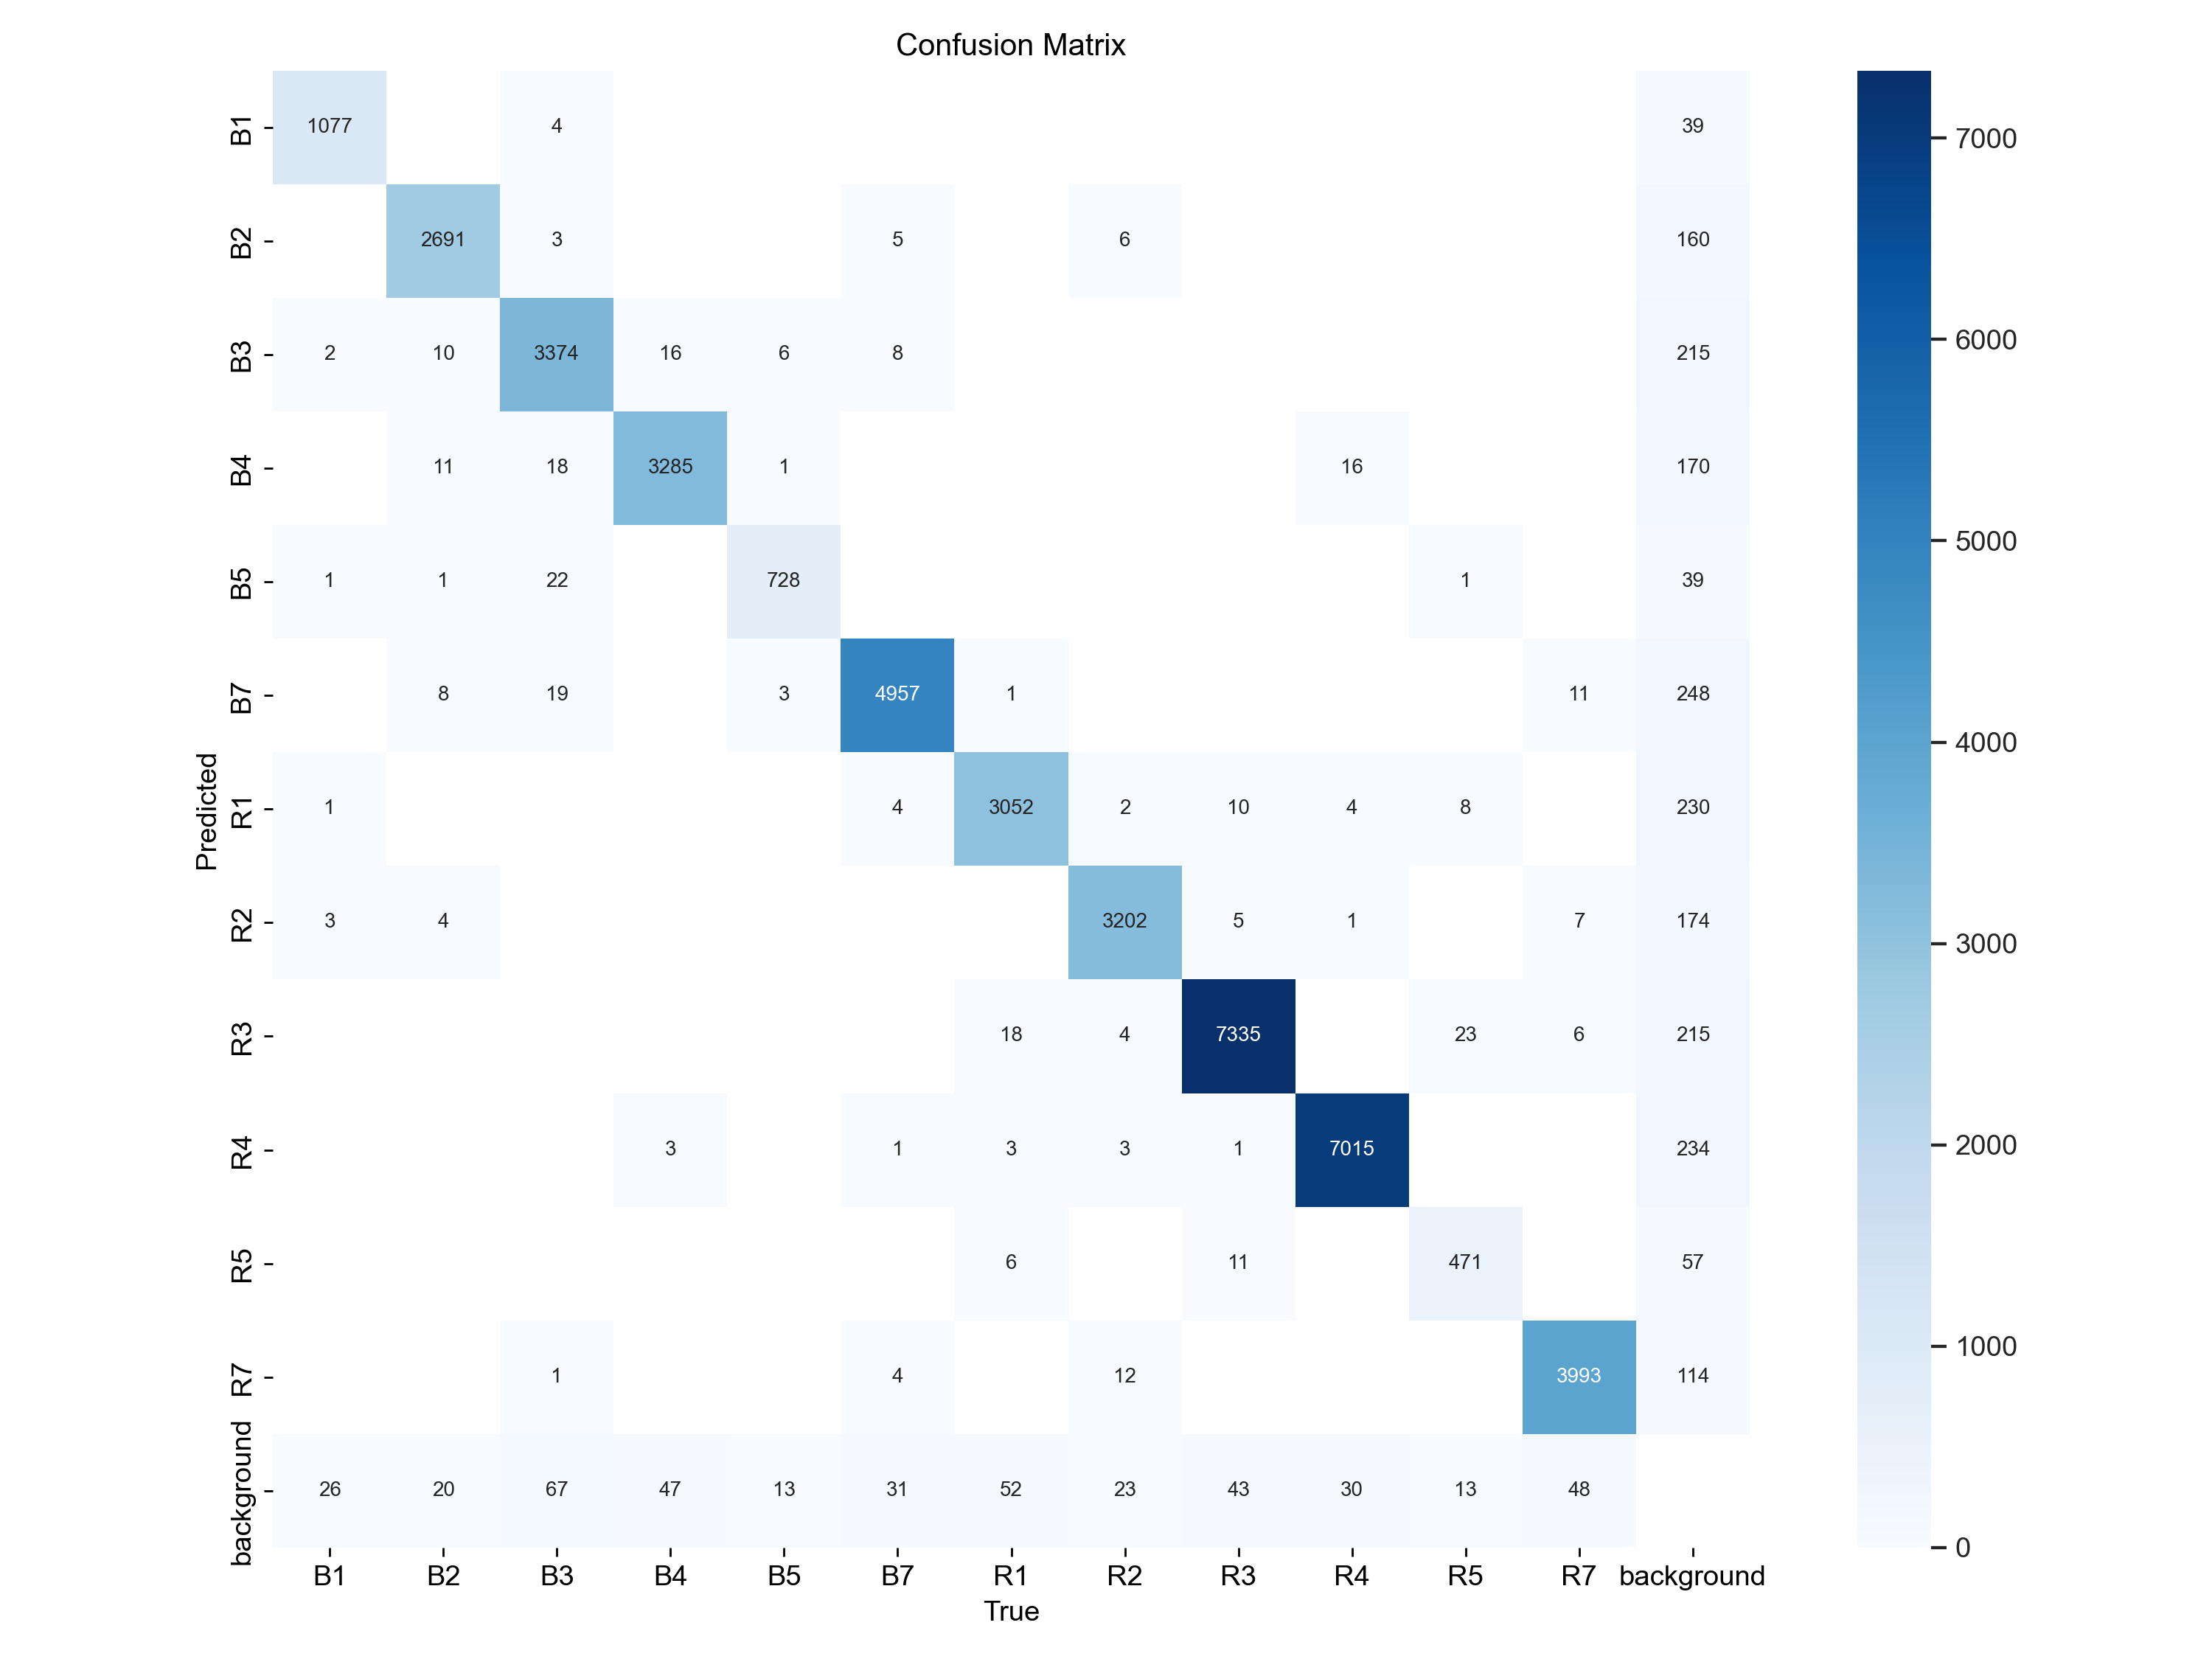 Confusion Matrix
B1 1077 4 39
B2 2691 3 5 6 160
B3 2 10 3374 16 6 8 215
B4 11 18 3285 1 16 170
B5 1 1 22 728 1 39
B7 8 19 3 4957 1 11 248
R1 1 4 3052 2 10 4 8 230
R2 3 4 3202 5 1 7 174
R3 18 4 7335 23 6 215
R4 3 1 3 3 1 7015 234
R5 6 11 471 57
R7 1 4 12 3993 114
background 26 20 67 47 13 31 52 23 43 30 13 48
B1 B2 B3 B4 B5 B7 R1 R2 R3 R4 R5 R7 background
True
Predicted
7000
6000
5000
4000
3000
2000
1000
0